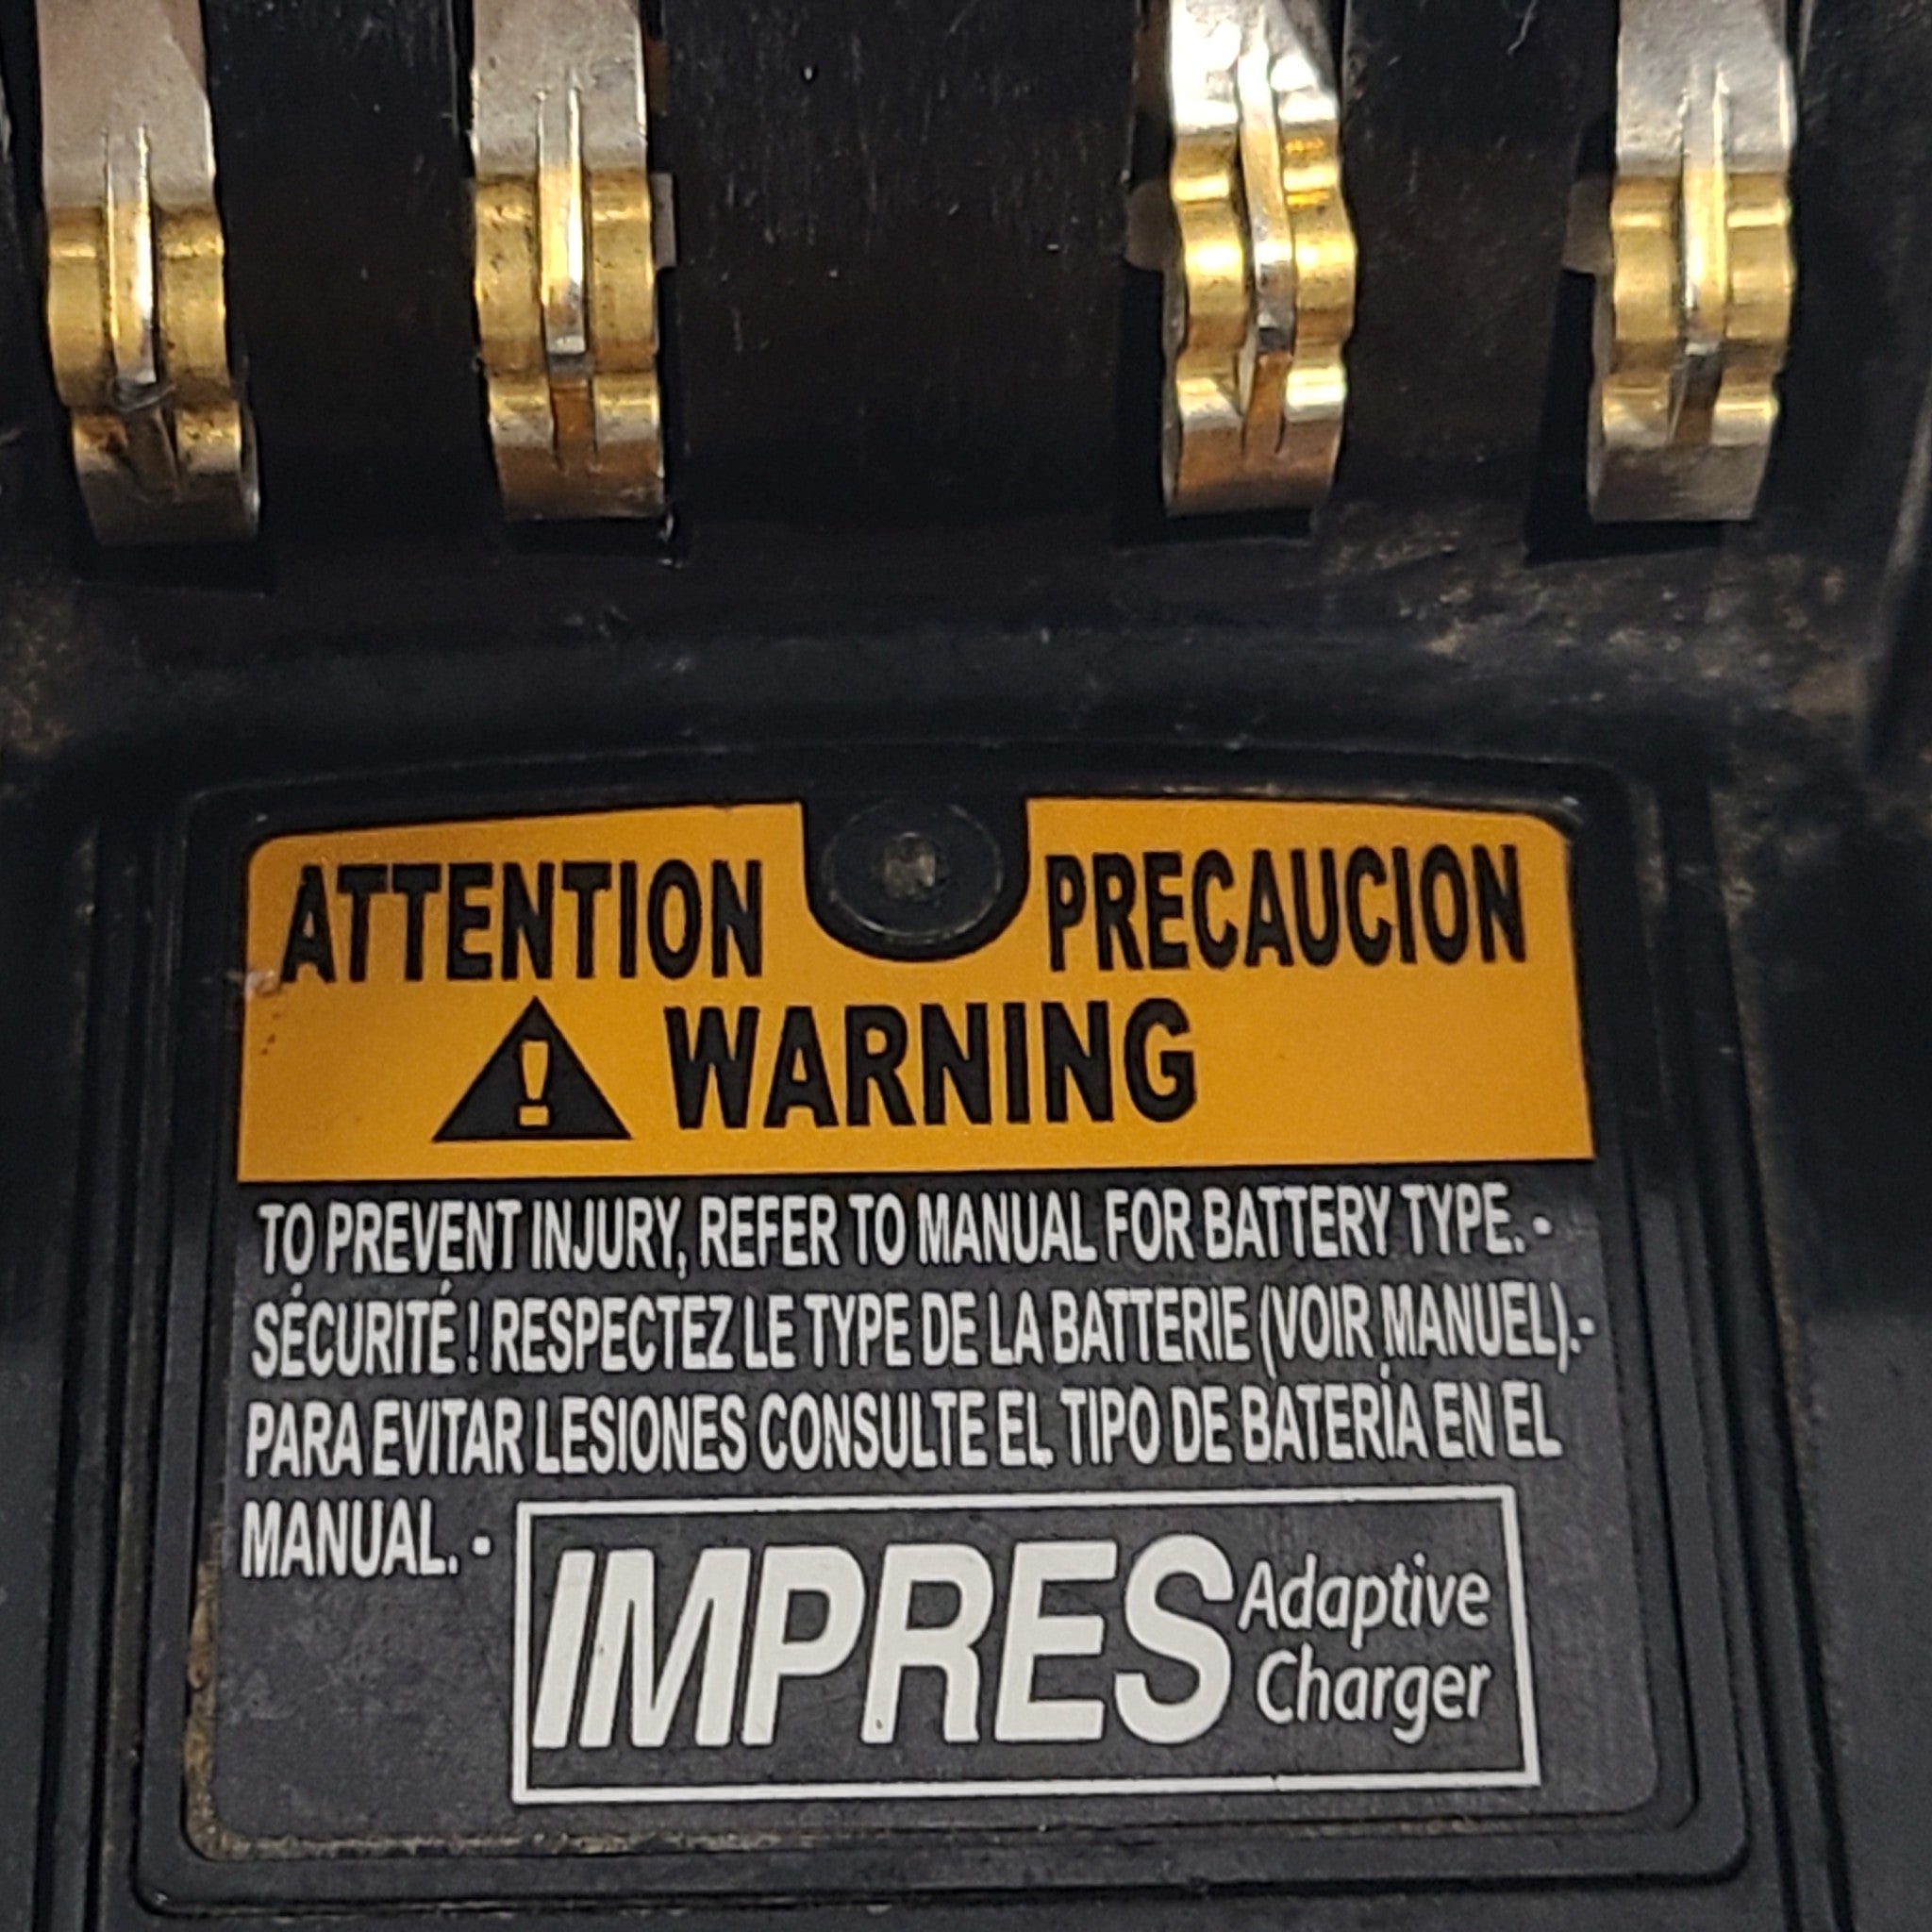 ATTENTION PRECAUCION
WARNING
TO PREVENT INJURY, REFER TO MANUAL FOR BATTERY TYPE. •
SÉCURITÉ ! RESPECTEZ LE TYPE DE LA BATTERIE (VOIR MANUEL).•
PARA EVITAR LESIONES CONSULTE EL TIPO DE BATERÍA EN EL
MANUAL. •
IMPRES Adaptive
Charger